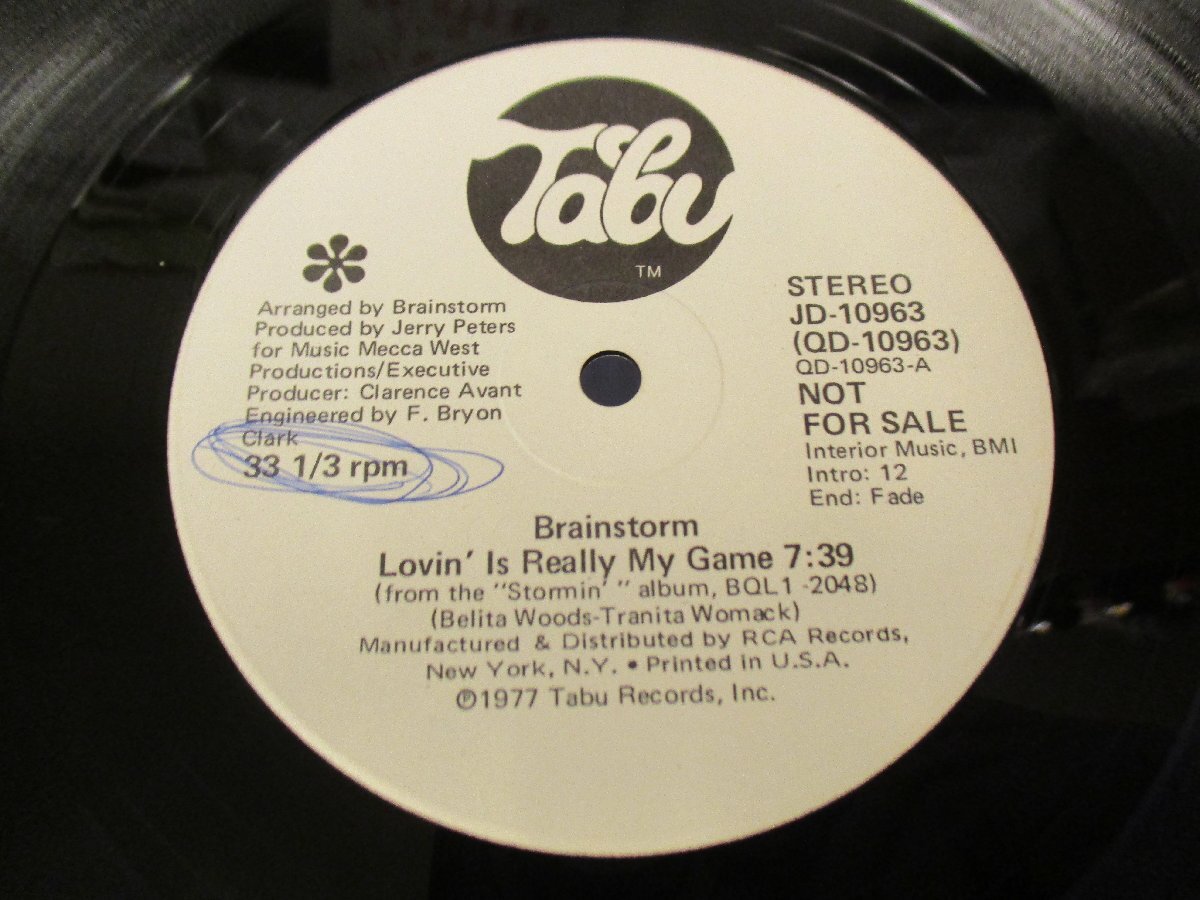 Tabu
TM
Arranged by Brainstorm
Produced by Jerry Peters
for Music Mecca West
Productions/Executive
Producer: Clarence Avant
Engineered by F. Bryon
Clark
33 1/3 rpm
STEREO
JD-10963
(QD-10963)
QD-10963-A
NOT
FOR SALE
Interior Music, BMI
Intro: 12
End: Fade
Brainstorm
Lovin' Is Really My Game 7:39
(from the "Stormin' " album, BQL1 -2048)
(Belita Woods-Tranita Womack)
Manufactured & Distributed by RCA Records,
New York, N.Y. • Printed in U.S.A.
℗1977 Tabu Records, Inc.